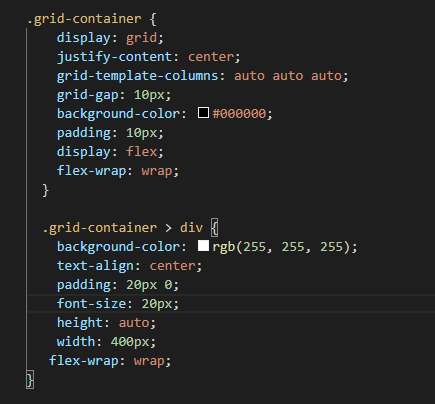 .grid-container {
display: grid;
justify-content: center;
grid-template-columns: auto auto auto;
grid-gap: 10px;
background-color: #000000;
padding: 10px;
display: flex;
flex-wrap: wrap;
}
.grid-container > div {
background-color: rgb(255, 255, 255);
text-align: center;
padding: 20px 0;
font-size: 20px;
height: auto;
width: 400px;
flex-wrap: wrap;
}